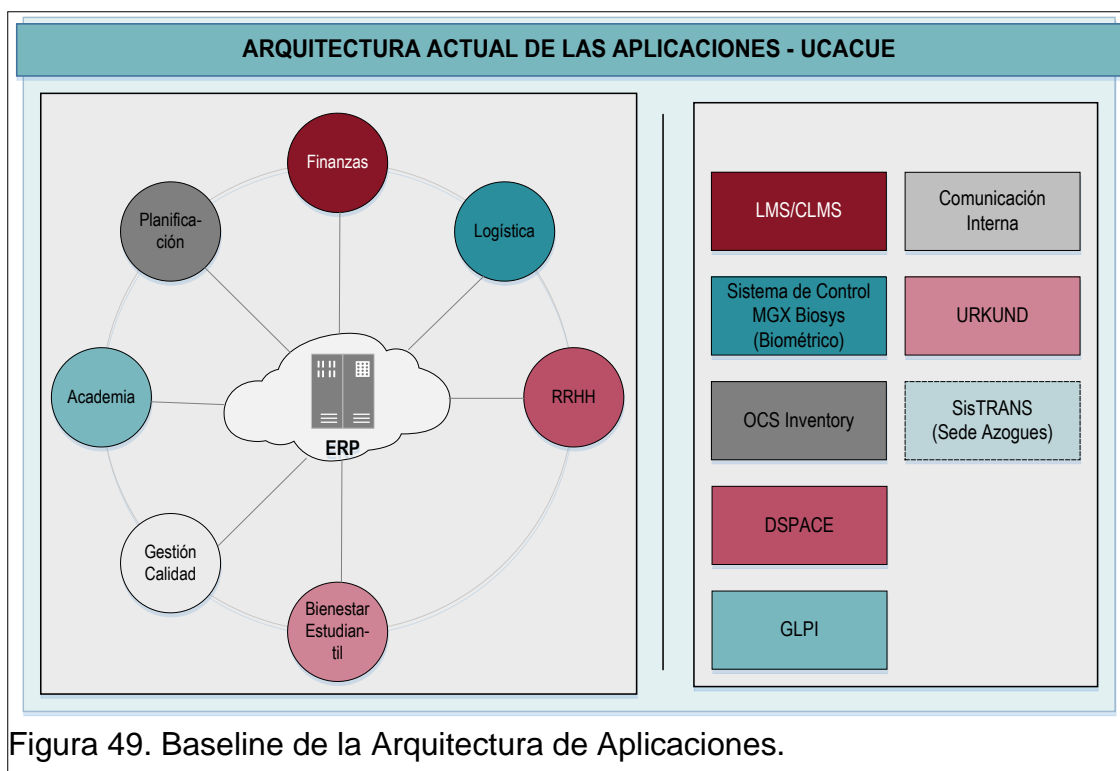 ARQUITECTURA ACTUAL DE LAS APLICACIONES - UCACUE
Finanzas
Planifica-
ción
Logística
Academia
RRHH
ERP
Gestión
Calidad
Bienestar
Estudian-
til
LMS/CLMS
Comunicación
Interna
Sistema de Control
MGX Biosys
(Biométrico)
URKUND
OCS Inventory
SisTRANS
(Sede Azogues)
DSPACE
GLPI
Figura 49. Baseline de la Arquitectura de Aplicaciones.